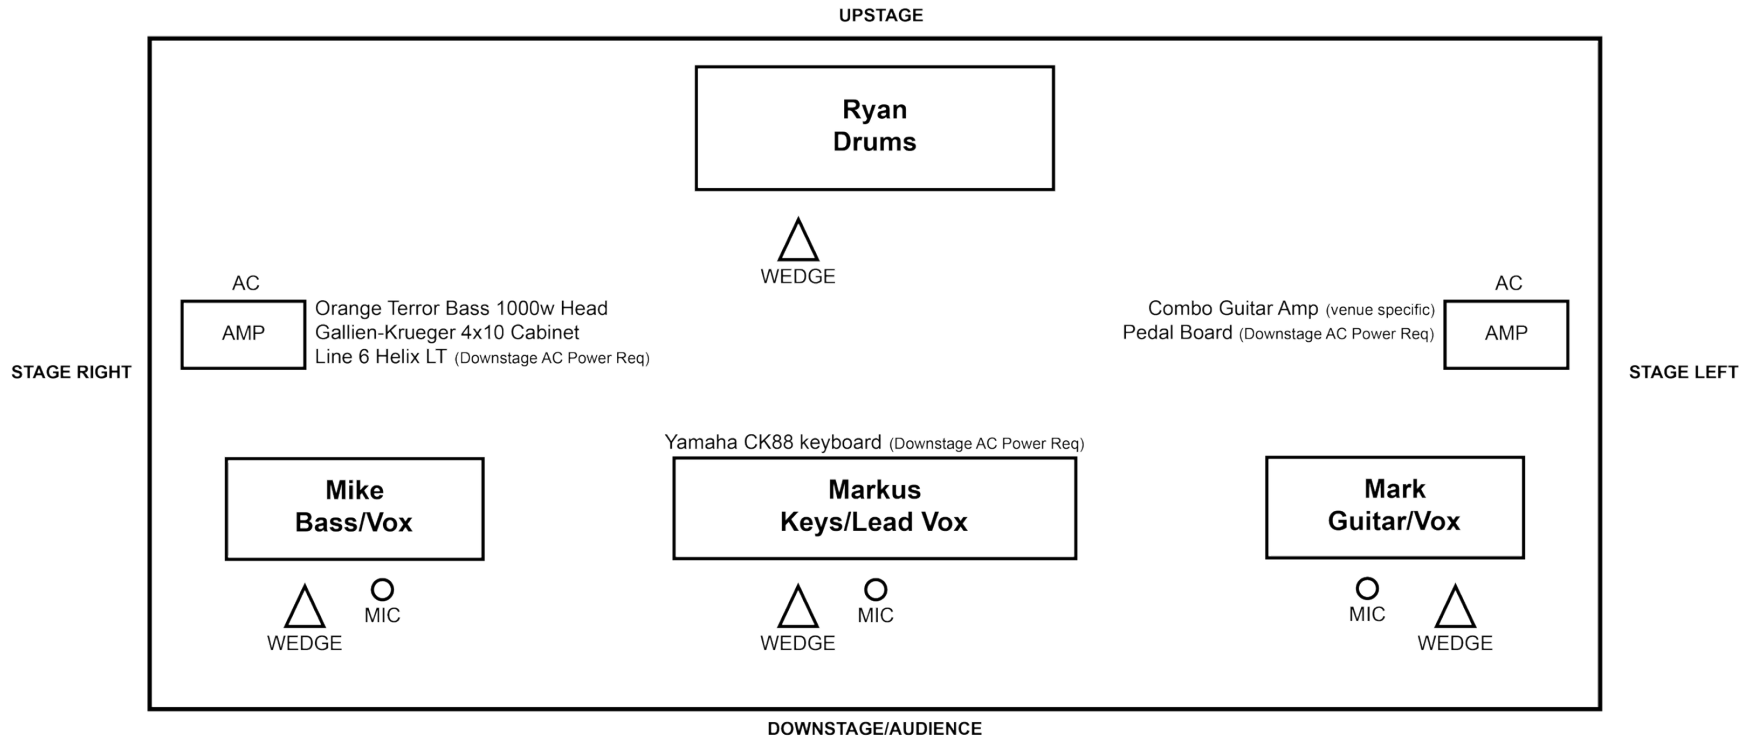 UPSTAGE
Ryan
Drums
WEDGE
AC
AMP
Orange Terror Bass 1000w Head
Gallien-Krueger 4x10 Cabinet
Line 6 Helix LT (Downstage AC Power Req)
AC
Combo Guitar Amp (venue specific)
Pedal Board (Downstage AC Power Req)
AMP
STAGE RIGHT
STAGE LEFT
Mike
Bass/Vox
WEDGE
MIC
Yamaha CK88 keyboard (Downstage AC Power Req)
Markus
Keys/Lead Vox
WEDGE
MIC
Mark
Guitar/Vox
MIC
WEDGE
DOWNSTAGE/AUDIENCE